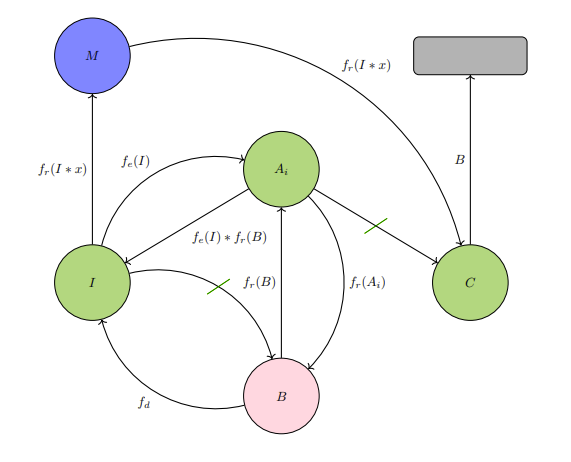 M
f_r(I * x)
B
f_r(I * x)
f_e(I)
A_i
f_e(I) * f_r(B)
I
f_r(B)
f_r(A_i)
C
B
f_d